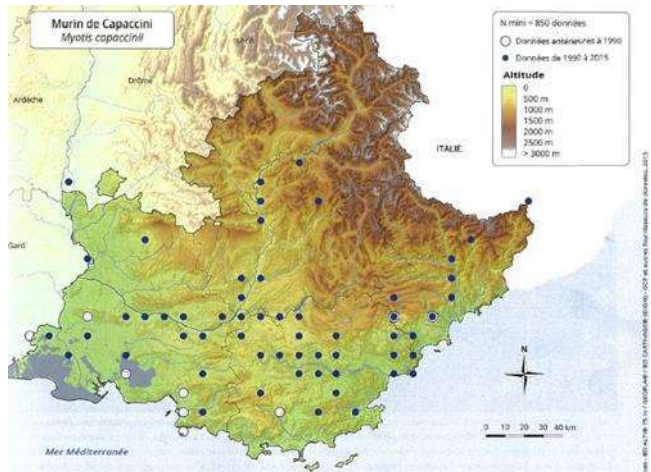 Murin de Capaccini
Myotis capaccinii
N mini = 850 données
Données antérieures à 1990
Données de 1990 à 2015
Altitude
0
500 m
1000 m
1500 m
2000 m
2500 m
> 3000 m
Isère
Drôme
Ardèche
ITALIE
Gard
N
0 10 20 30 40 km
Mer Méditerranée